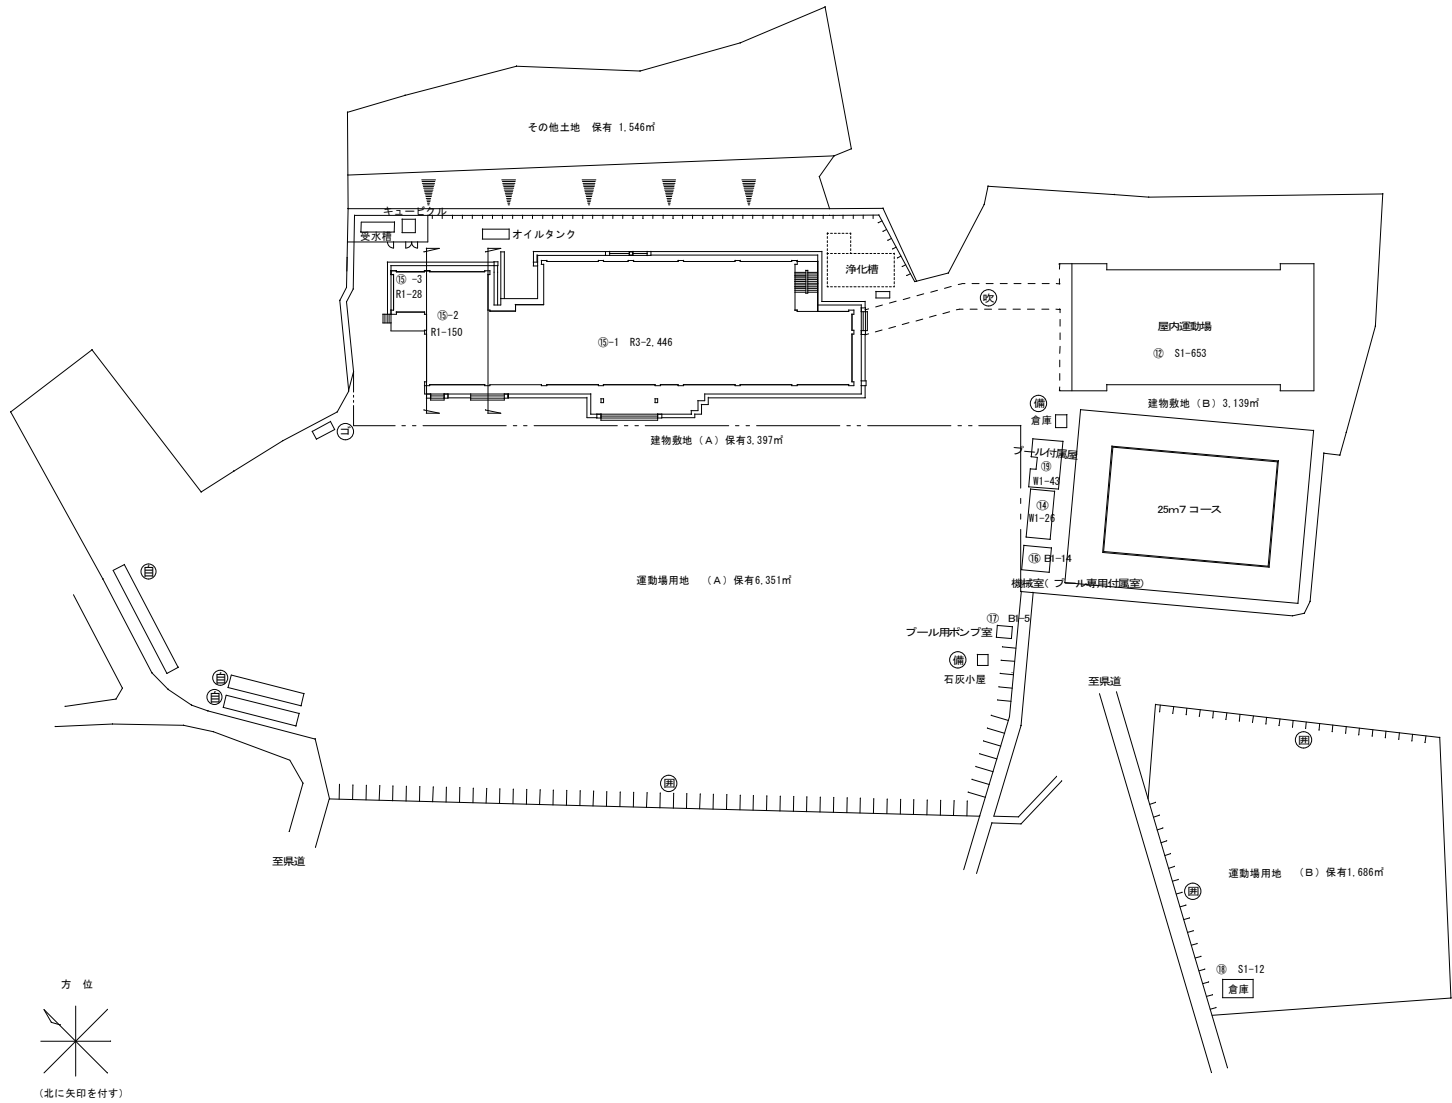 その他土地 保有 1,546㎡
キュービクル
受水槽
オイルタンク
浄化槽
⑮ -3
R1-28
⑮-2
R1-150
⑮-1 R3-2,446
吹
屋内運動場
⑫ S1-653
建物敷地（B）3,139㎡
備
倉庫
ゴ
建物敷地（A）保有3,397㎡
プール付属屋
⑲
W1-43
⑭
W1-26
25m7コース
⑯ B1-14
機械室(プール専用付属室)
運動場用地 （A）保有6,351㎡
自
⑰ B1-5
プール用ポンプ室
備
石灰小屋
自
自
至県道
囲
囲
至県道
運動場用地 （B）保有1,686㎡
囲
⑱ S1-12
倉庫
方 位
(北に矢印を付す)